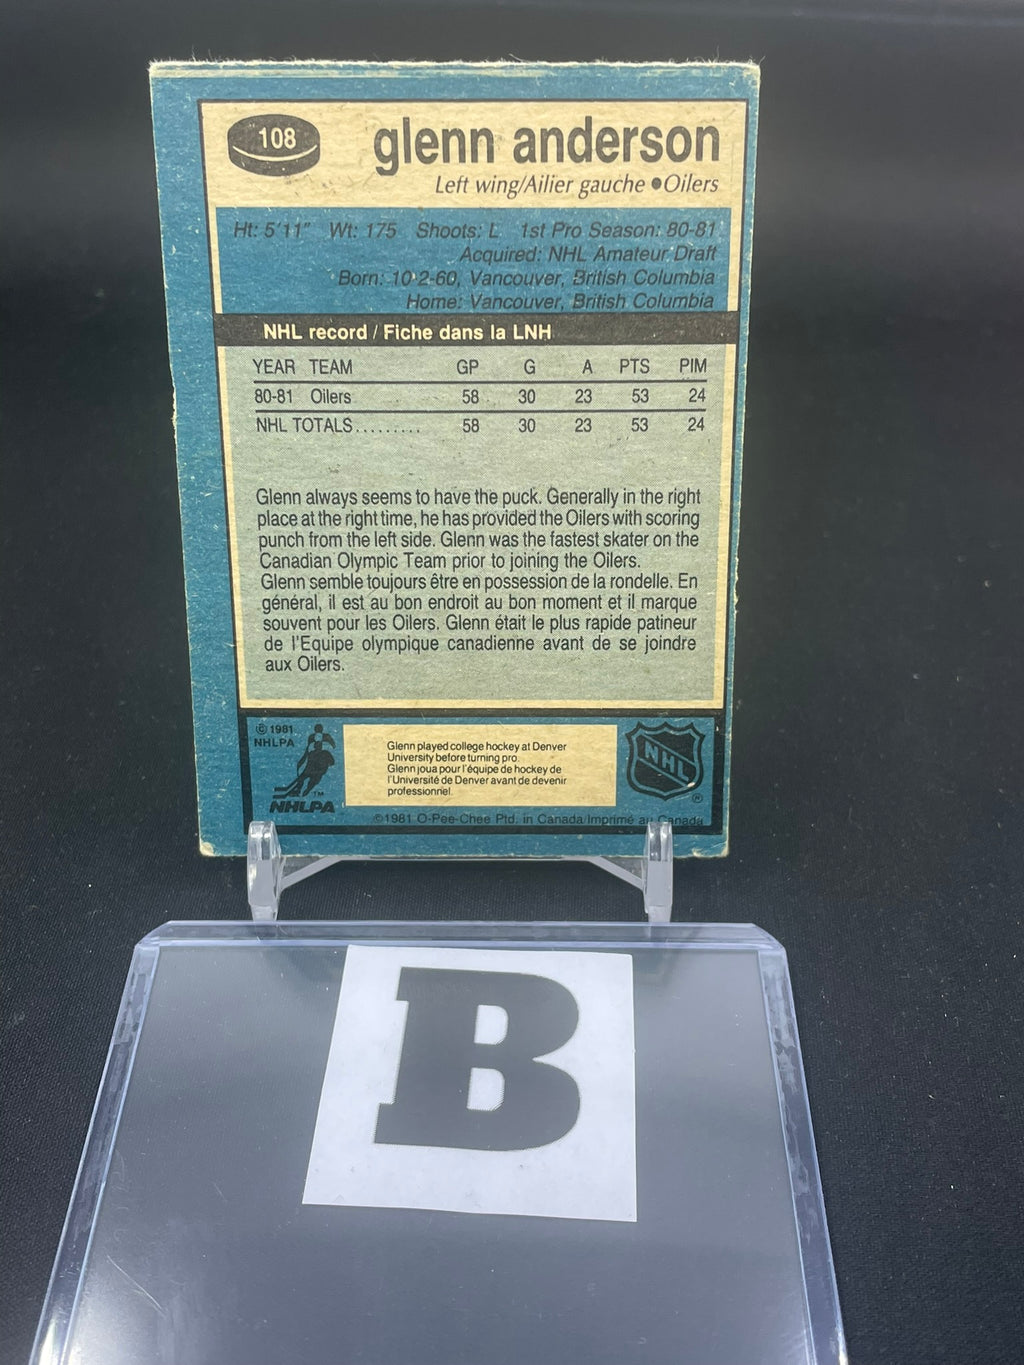 108
glenn anderson
Left wing/Ailier gauche ●Oilers
Ht: 5'11" Wt: 175 Shoots: L 1st Pro Season: 80-81
Acquired: NHL Amateur Draft
Born: 10-2-60, Vancouver, British Columbia
Home: Vancouver, British Columbia
NHL record / Fiche dans la LNH
YEAR TEAM GP G A PTS PIM
80-81 Oilers 58 30 23 53 24
NHL TOTALS......... 58 30 23 53 24
Glenn always seems to have the puck. Generally in the right
place at the right time, he has provided the Oilers with scoring
punch from the left side. Glenn was the fastest skater on the
Canadian Olympic Team prior to joining the Oilers.
Glenn semble toujours être en possession de la rondelle. En
général, il est au bon endroit au bon moment et il marque
souvent pour les Oilers. Glenn était le plus rapide patineur
de l'Equipe olympique canadienne avant de se joindre
aux Oilers.
© 1981
NHLPA
TM
NHLPA
Glenn played college hockey at Denver
University before turning pro.
Glenn joua pour l'équipe de hockey de
l'Université de Denver avant de devenir
professionnel.
NHL
®
©1981 O-Pee-Chee Ptd. in Canada/Imprimé au Canada
B